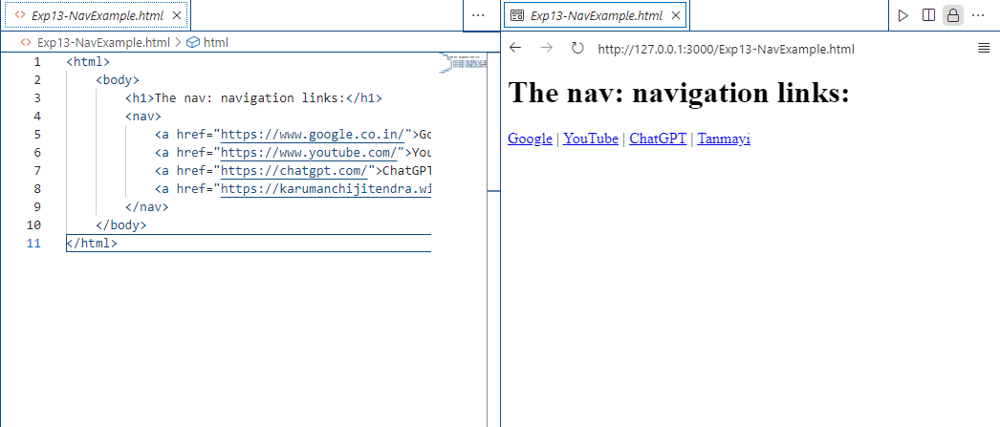 Exp13-NavExample.html
Exp13-NavExample.html > html
1 <html>
2 <body>
3 <h1>The nav: navigation links:</h1>
4 <nav>
5 <a href="https://www.google.co.in/">Go
6 <a href="https://www.youtube.com/">You
7 <a href="https://chatgpt.com/">ChatGPT
8 <a href="https://karumanchijitendra.wi
9 </nav>
10 </body>
11 </html>
Exp13-NavExample.html
http://127.0.0.1:3000/Exp13-NavExample.html
The nav: navigation links:
Google | YouTube | ChatGPT | Tanmayi